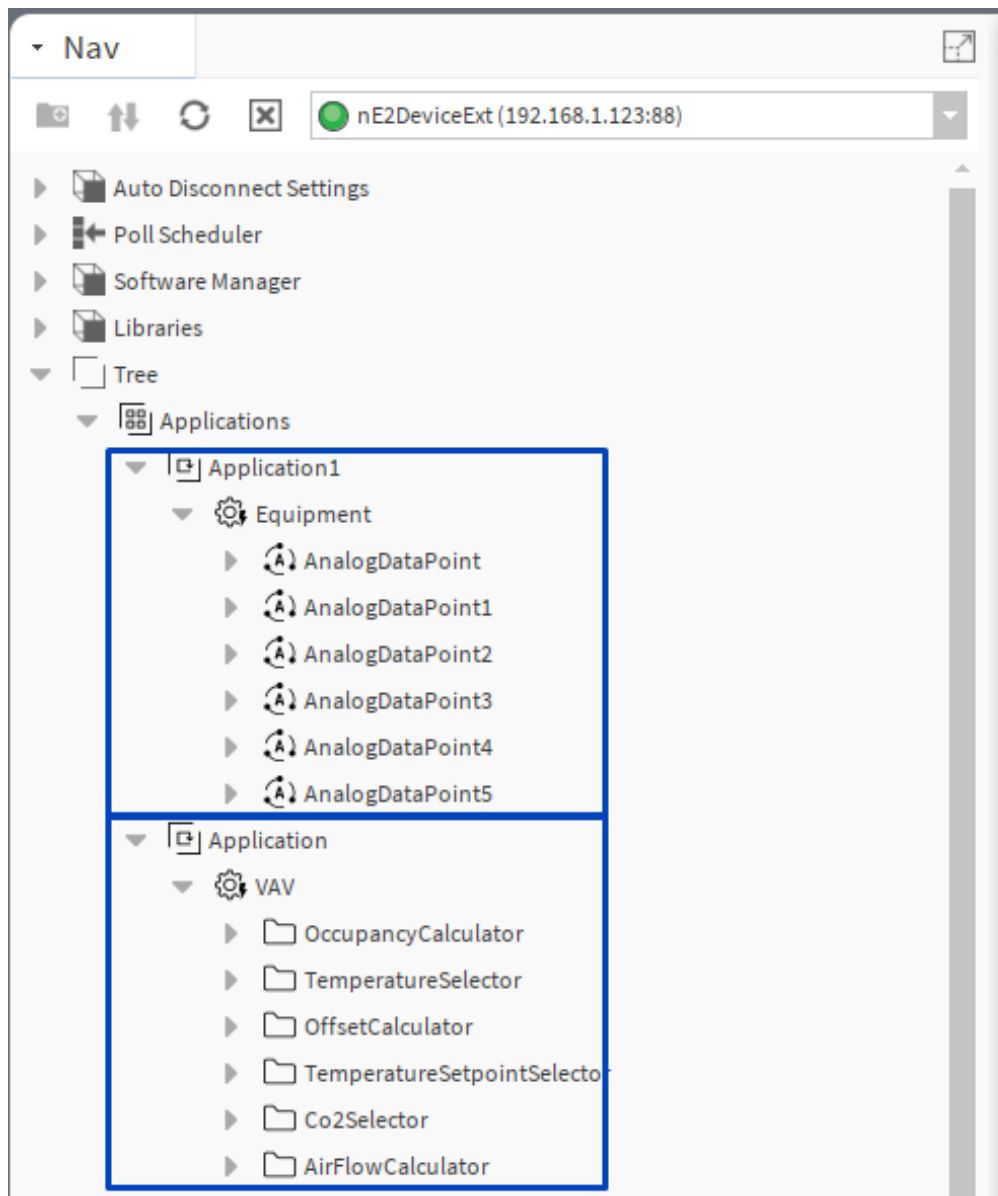 Nav
nE2DeviceExt (192.168.1.123:88)
Auto Disconnect Settings
Poll Scheduler
Software Manager
Libraries
Tree
Applications
Application1
Equipment
AnalogDataPoint
AnalogDataPoint1
AnalogDataPoint2
AnalogDataPoint3
AnalogDataPoint4
AnalogDataPoint5
Application
VAV
OccupancyCalculator
TemperatureSelector
OffsetCalculator
TemperatureSetpointSelector
Co2Selector
AirFlowCalculator